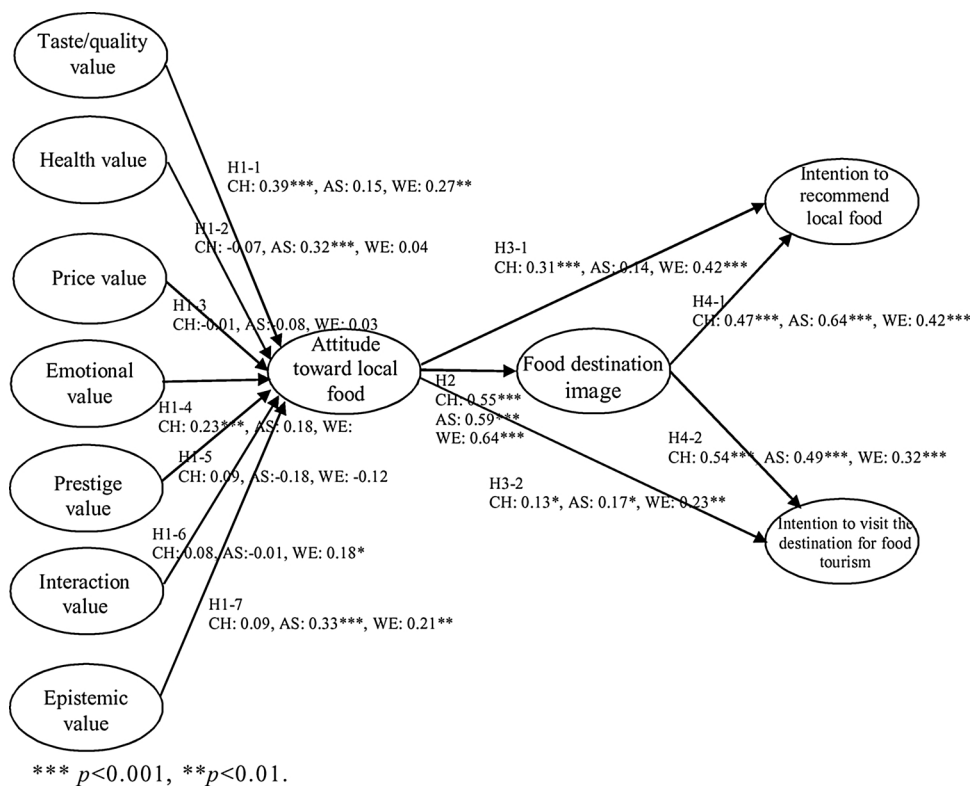 Taste/quality
value
Health value
Price value
Emotional
value
Prestige
value
Interaction
value
Epistemic
value
H1-1
CH: 0.39***, AS: 0.15, WE: 0.27**
H1-2
CH: -0.07, AS: 0.32***, WE: 0.04
H1-3
CH:-0.01, AS:-0.08, WE: 0.03
Attitude
toward local
food
H1-4
CH: 0.23***, AS: 0.18, WE:
H1-5
CH: 0.09, AS:-0.18, WE: -0.12
H1-6
CH: 0.08, AS:-0.01, WE: 0.18*
H1-7
CH: 0.09, AS: 0.33***, WE: 0.21**
H2
CH: 0.55***
AS: 0.59***
WE: 0.64***
Food destination
image
H3-1
CH: 0.31***, AS: 0.14, WE: 0.42***
H3-2
CH: 0.13*, AS: 0.17*, WE: 0.23**
H4-1
CH: 0.47***, AS: 0.64***, WE: 0.42***
H4-2
CH: 0.54***, AS: 0.49***, WE: 0.32***
Intention to
recommend
local food
Intention to visit the
destination for food
tourism
*** p<0.001, **p<0.01.